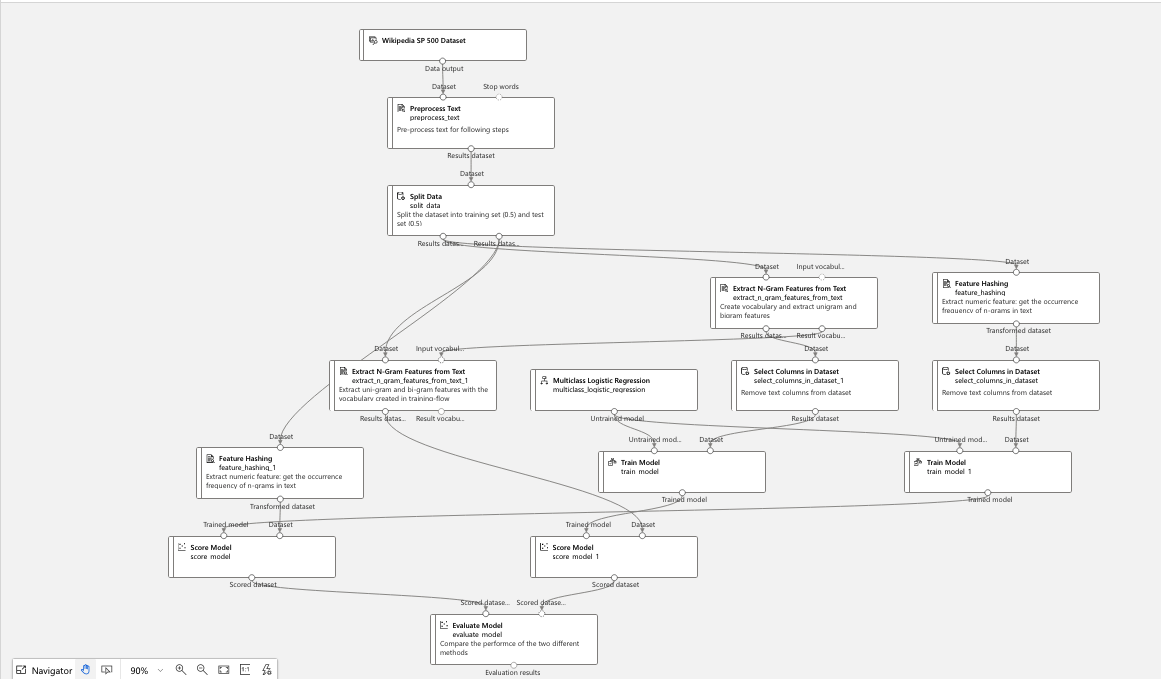 Wikipedia SP 500 Dataset
Data output
Dataset Stop words
Preprocess Text
preprocess_text
Pre-process text for following steps
Results dataset
Dataset
Split Data
split_data
Split the dataset into training set (0.5) and test
set (0.5)
Results datas... Results datas...
Dataset Input vocabul...
Extract N-Gram Features from Text
extract_n_gram_features_from_text
Create vocabulary and extract unigram and
bigram features
Results datas... Result vocabu...
Dataset
Feature Hashing
feature_hashing
Extract numeric feature: get the occurrence
frequency of n-grams in text
Transformed dataset
Dataset Input vocabul...
Extract N-Gram Features from Text
extract_n_gram_features_from_text_1
Extract uni-gram and bi-gram features with the
vocabulary created in training-flow
Results datas... Result vocabu...
Multiclass Logistic Regression
multiclass_logistic_regression
Untrained model
Dataset
Select Columns in Dataset
select_columns_in_dataset_1
Remove text columns from dataset
Results dataset
Dataset
Select Columns in Dataset
select_columns_in_dataset
Remove text columns from dataset
Results dataset
Dataset
Feature Hashing
feature_hashing_1
Extract numeric feature: get the occurrence
frequency of n-grams in text
Transformed dataset
Untrained mod... Dataset
Train Model
train_model
Trained model
Untrained mod... Dataset
Train Model
train_model_1
Trained model
Trained model Dataset
Score Model
score_model
Scored dataset
Trained model Dataset
Score Model
score_model_1
Scored dataset
Scored datase... Scored datase...
Evaluate Model
evaluate_model
Compare the performce of the two different
methods
Evaluation results
Navigator 90% 1:1